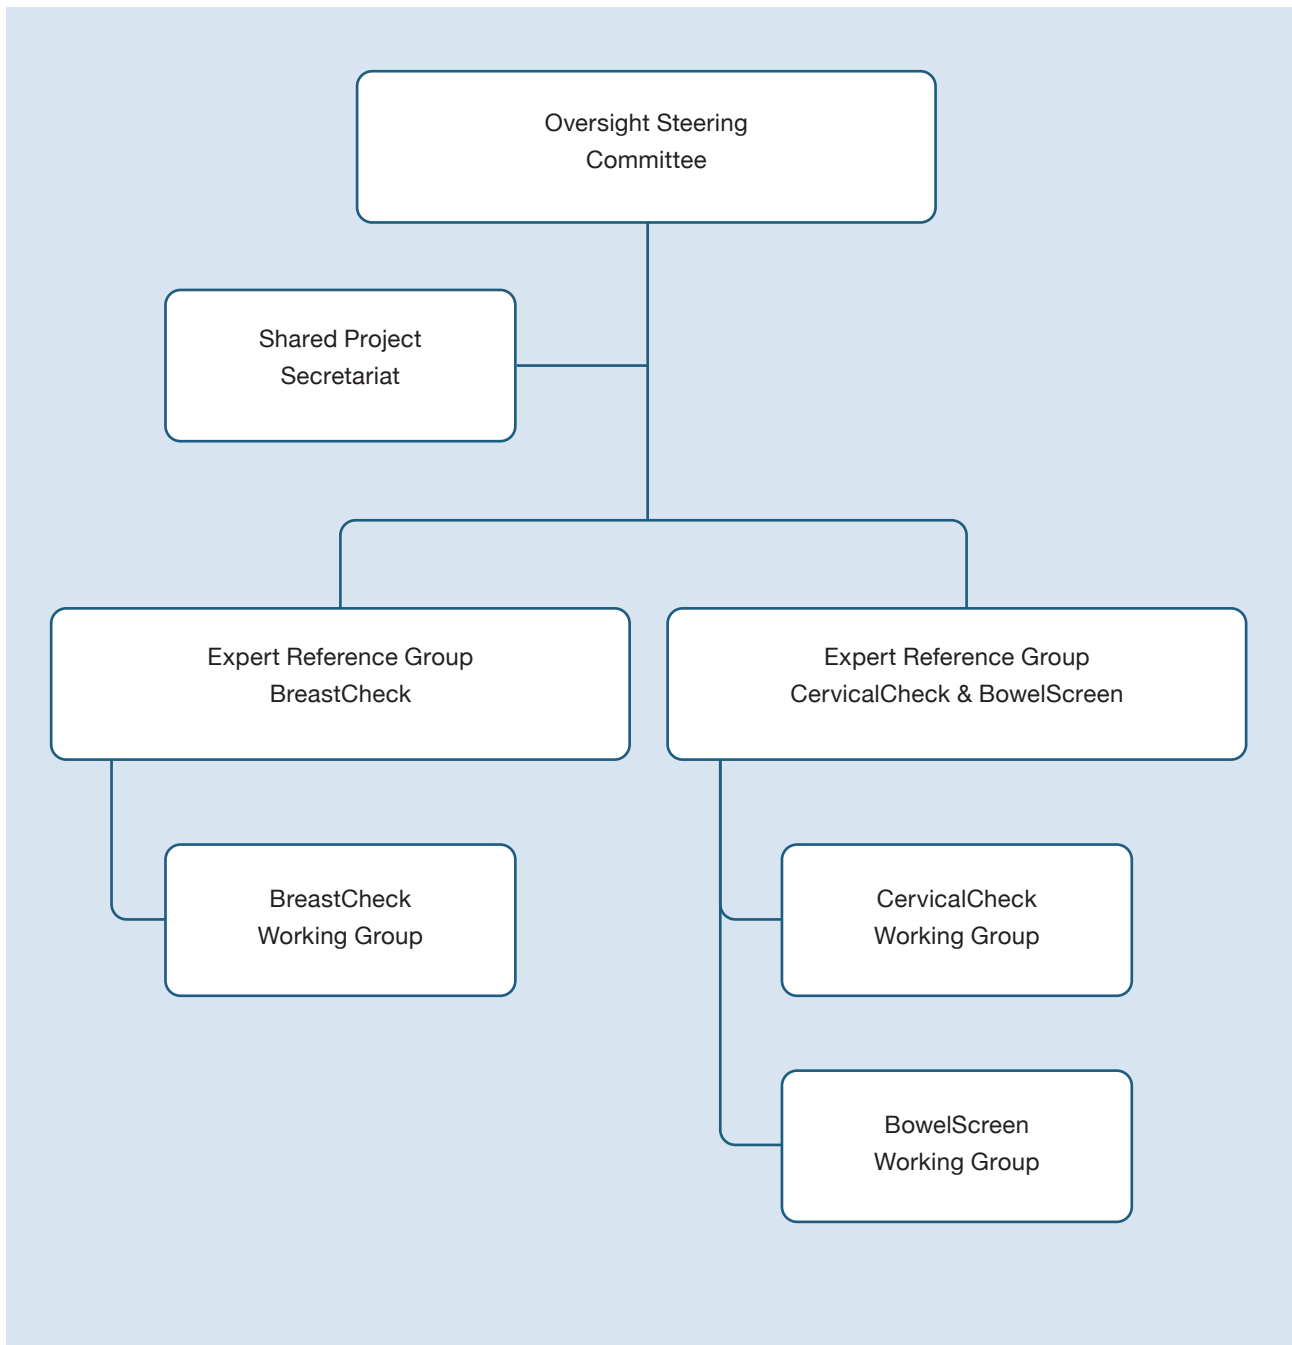 Oversight Steering
Committee
Shared Project
Secretariat
Expert Reference Group
BreastCheck
Expert Reference Group
CervicalCheck & BowelScreen
BreastCheck
Working Group
CervicalCheck
Working Group
BowelScreen
Working Group